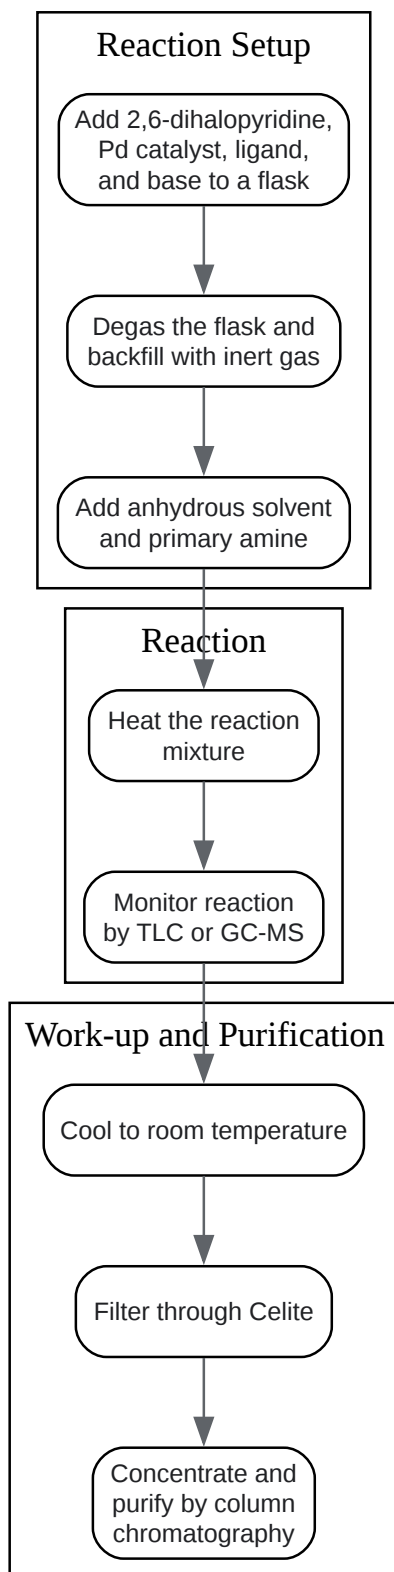 Reaction Setup
Add 2,6-dihalopyridine,
Pd catalyst, ligand,
and base to a flask
Degas the flask and
backfill with inert gas
Add anhydrous solvent
and primary amine
Reaction
Heat the reaction
mixture
Monitor reaction
by TLC or GC-MS
Work-up and Purification
Cool to room temperature
Filter through Celite
Concentrate and
purify by column
chromatography